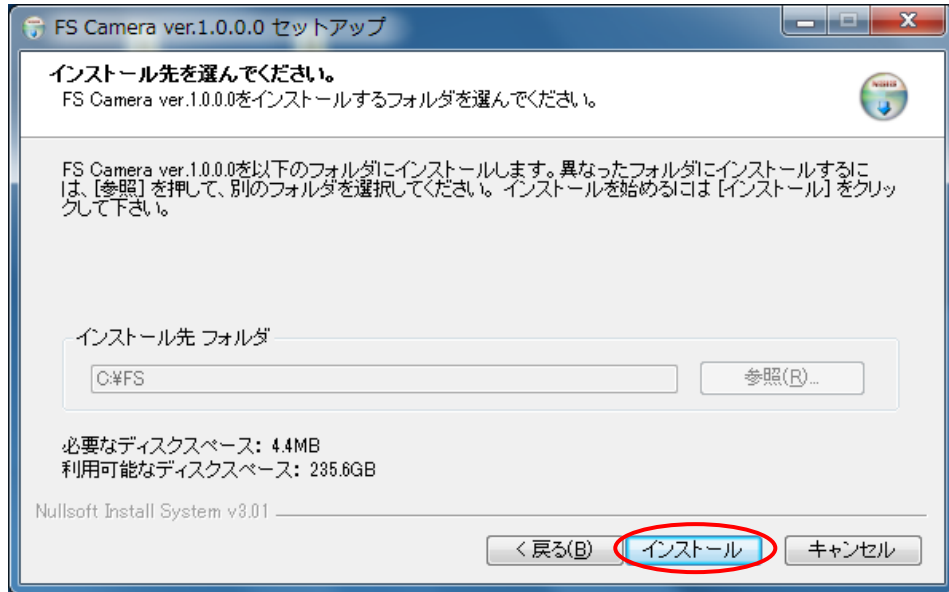 FS Camera ver.1.0.0.0 セットアップ
インストール先を選んでください。
FS Camera ver.1.0.0.0をインストールするフォルダを選んでください。
FS Camera ver.1.0.0.0を以下のフォルダにインストールします。異なったフォルダにインストールするに
は、[参照] を押して、別のフォルダを選択してください。インストールを始めるには [インストール] をクリッ
クして下さい。
インストール先 フォルダ
C:¥FS
参照(R)...
必要なディスクスペース: 4.4MB
利用可能なディスクスペース: 235.6GB
Nullsoft Install System v3.01
< 戻る(B)
インストール
キャンセル